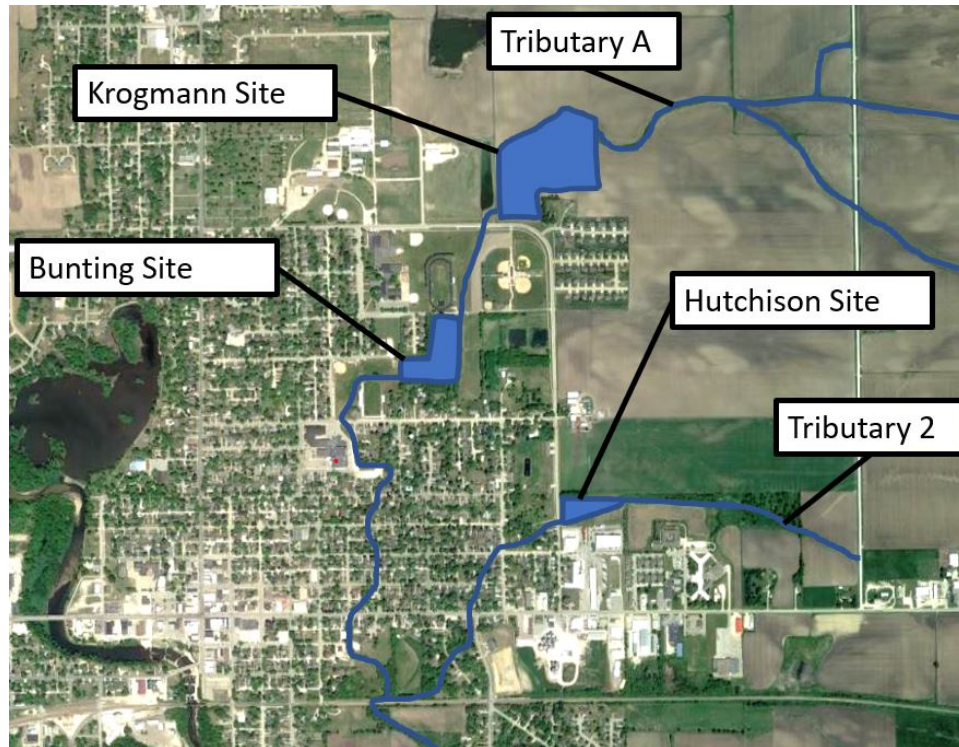 Tributary A
Krogmann Site
Bunting Site
Hutchison Site
Tributary 2